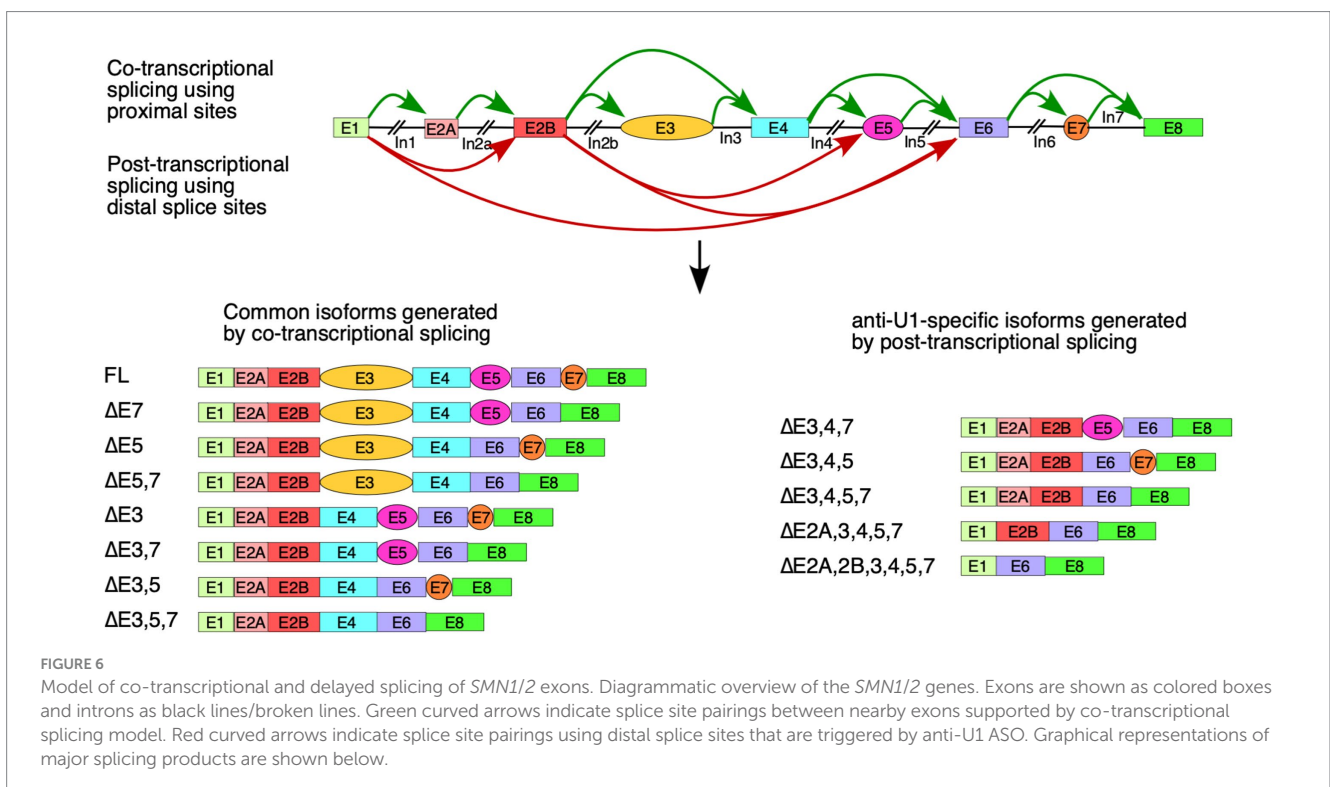 Co-transcriptional
splicing using
proximal sites
E1 E2A E2B E3 E4 E5 E6 E7 E8
In1 In2a In2b In3 In4 In5 In6 In7
Post-transcriptional
splicing using
distal splice sites
Common isoforms generated
by co-transcriptional splicing
FL E1 E2A E2B E3 E4 E5 E6 E7 E8
ΔE7 E1 E2A E2B E3 E4 E5 E6 E8
ΔE5 E1 E2A E2B E3 E4 E6 E7 E8
ΔE5,7 E1 E2A E2B E3 E4 E6 E8
ΔE3 E1 E2A E2B E4 E5 E6 E7 E8
ΔE3,7 E1 E2A E2B E4 E5 E6 E8
ΔE3,5 E1 E2A E2B E4 E6 E7 E8
ΔE3,5,7 E1 E2A E2B E4 E6 E8
anti-U1-specific isoforms generated
by post-transcriptional splicing
ΔE3,4,7 E1 E2A E2B E5 E6 E8
ΔE3,4,5 E1 E2A E2B E6 E7 E8
ΔE3,4,5,7 E1 E2A E2B E6 E8
ΔE2A,3,4,5,7 E1 E2B E6 E8
ΔE2A,2B,3,4,5,7 E1 E6 E8
FIGURE 6
Model of co-transcriptional and delayed splicing of SMN1/2 exons. Diagrammatic overview of the SMN1/2 genes. Exons are shown as colored boxes
and introns as black lines/broken lines. Green curved arrows indicate splice site pairings between nearby exons supported by co-transcriptional
splicing model. Red curved arrows indicate splice site pairings using distal splice sites that are triggered by anti-U1 ASO. Graphical representations of
major splicing products are shown below.